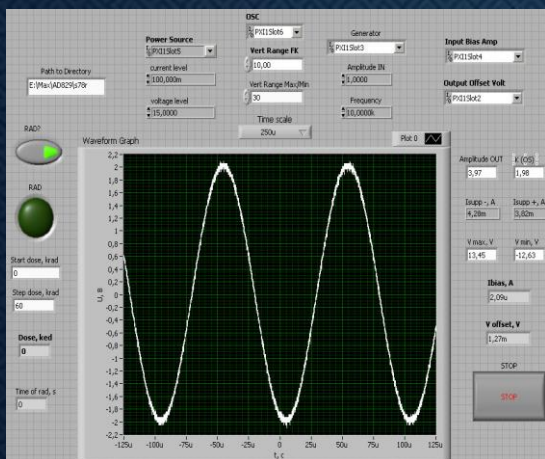 OSC
PXI1Slot6
Power Source
PXI1Slot5
Generator
PXI1Slot3
Input Bias Amp
PXI1Slot4
Vert Range FK
10,00
Path to Directory
E:\Max\AD829\s78r
current level
100,000m
Amplitude IN
1,0000
Vert Range Max/Min
30
Output Offset Volt
PXI1Slot2
voltage level
15,0000
Frequency
10,0000k
Time scale
250u
RAD?
Waveform Graph
Plot 0
2,2
2
1,8
1,6
1,4
1,2
1
0,8
0,6
0,4
0,2
0
-0,2
-0,4
-0,6
-0,8
-1
-1,2
-1,4
-1,6
-1,8
-2
-2,2
U, в
-125u
-100u
-75u
-50u
-25u
0
25u
50u
75u
100u
125u
t, c
RAD
Start dose, krad
0
Step dose, krad
60
Dose, ked
0
Time of rad, s
0
Amplitude OUT
3,97
K (OS)
1,98
Isupp -, A
4,28m
Isupp +, A
3,82m
V max, V
13,45
V min, V
-12,63
Ibias, A
2,09u
V offset, V
1,27m
STOP
STOP